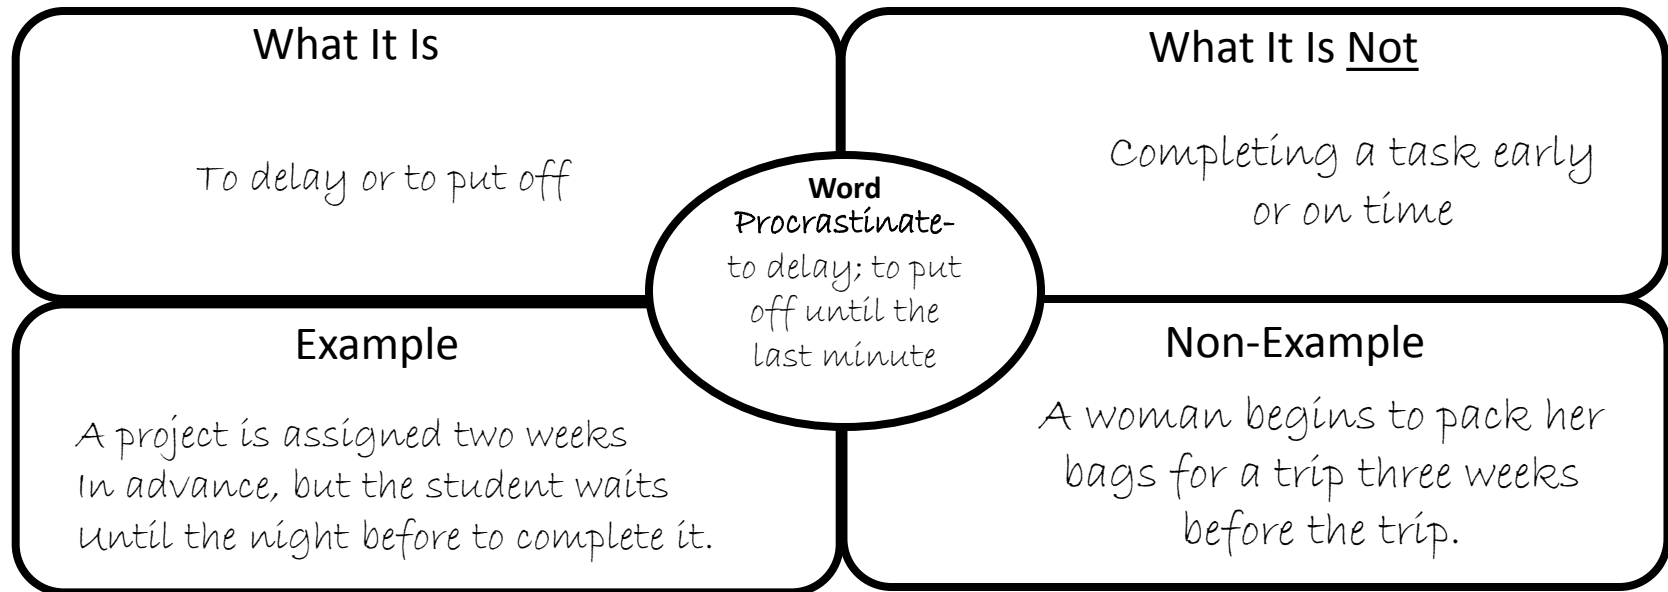 What It Is
To delay or to put off
What It Is Not
Completing a task early
or on time
Word
Procrastinate-
to delay; to put
off until the
last minute
Example
A project is assigned two weeks
In advance, but the student waits
Until the night before to complete it.
Non-Example
A woman begins to pack her
bags for a trip three weeks
before the trip.